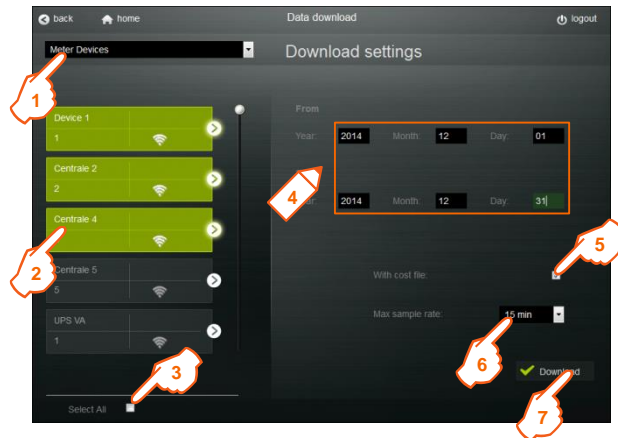 back home Data download logout
Meter Devices
Download settings
1
Device 1
1
Centrale 2
2
Centrale 4
2
Centrale 5
5
UPS VA
1
3
Select All
From
Year: 2014 Month: 12 Day: 01
4
2014 Month: 12 Day: 31
5
With cost file:
Max sample rate: 15 min
6
Download
7